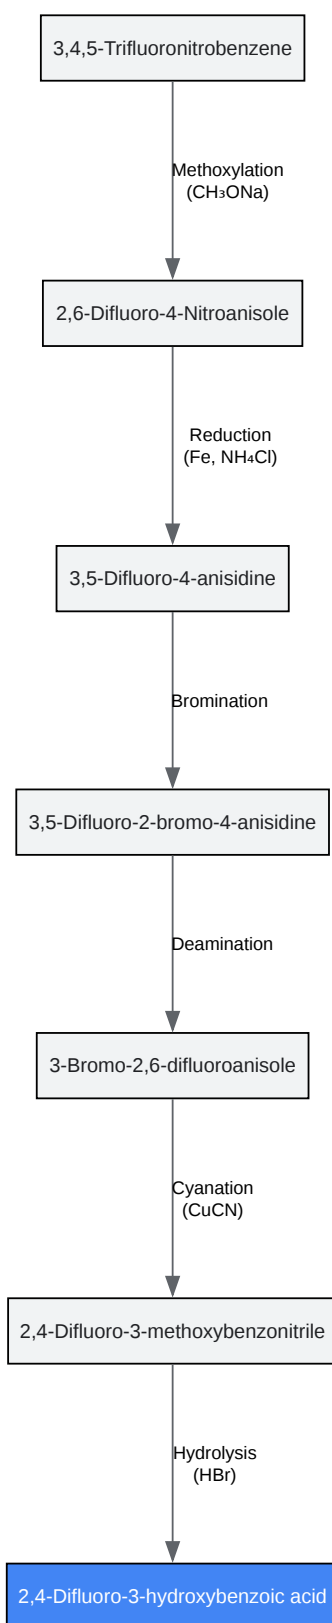 3,4,5-Trifluoronitrobenzene
Methoxylation
(CH₃ONa)
2,6-Difluoro-4-Nitroanisole
Reduction
(Fe, NH₄Cl)
3,5-Difluoro-4-anisidine
Bromination
3,5-Difluoro-2-bromo-4-anisidine
Deamination
3-Bromo-2,6-difluoroanisole
Cyanation
(CuCN)
2,4-Difluoro-3-methoxybenzonitrile
Hydrolysis
(HBr)
2,4-Difluoro-3-hydroxybenzoic acid